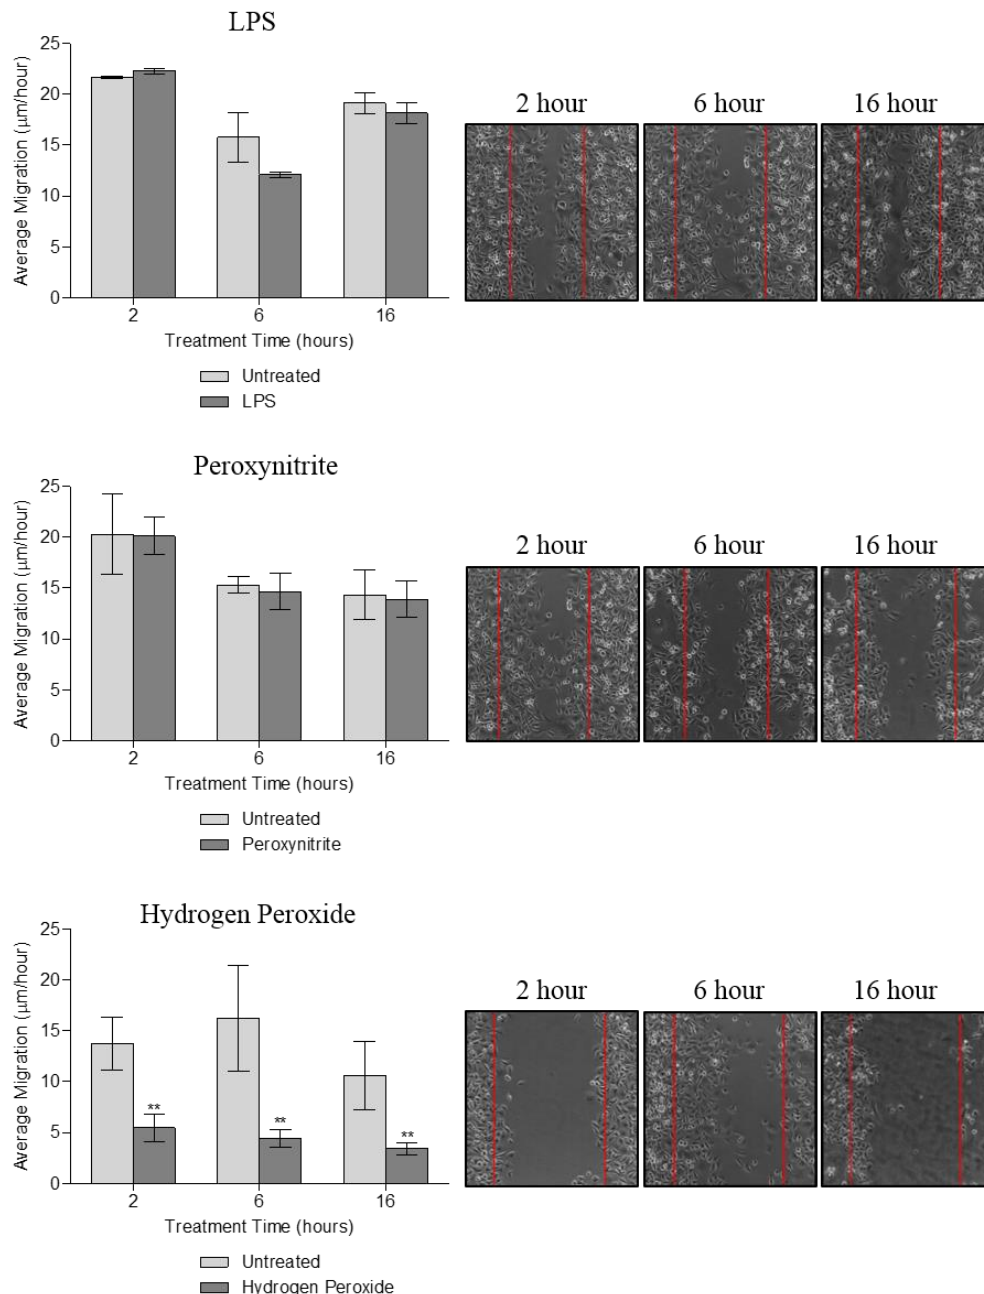 LPS
Average Migration (μm/hour)
25
20
15
10
5
0
2
6
16
Treatment Time (hours)
Untreated
LPS
2 hour
6 hour
16 hour
Peroxynitrite
Average Migration (μm/hour)
25
20
15
10
5
0
2
6
16
Treatment Time (hours)
Untreated
Peroxynitrite
2 hour
6 hour
16 hour
Hydrogen Peroxide
Average Migration (μm/hour)
25
20
15
10
5
0
**
**
**
2
6
16
Treatment Time (hours)
Untreated
Hydrogen Peroxide
2 hour
6 hour
16 hour